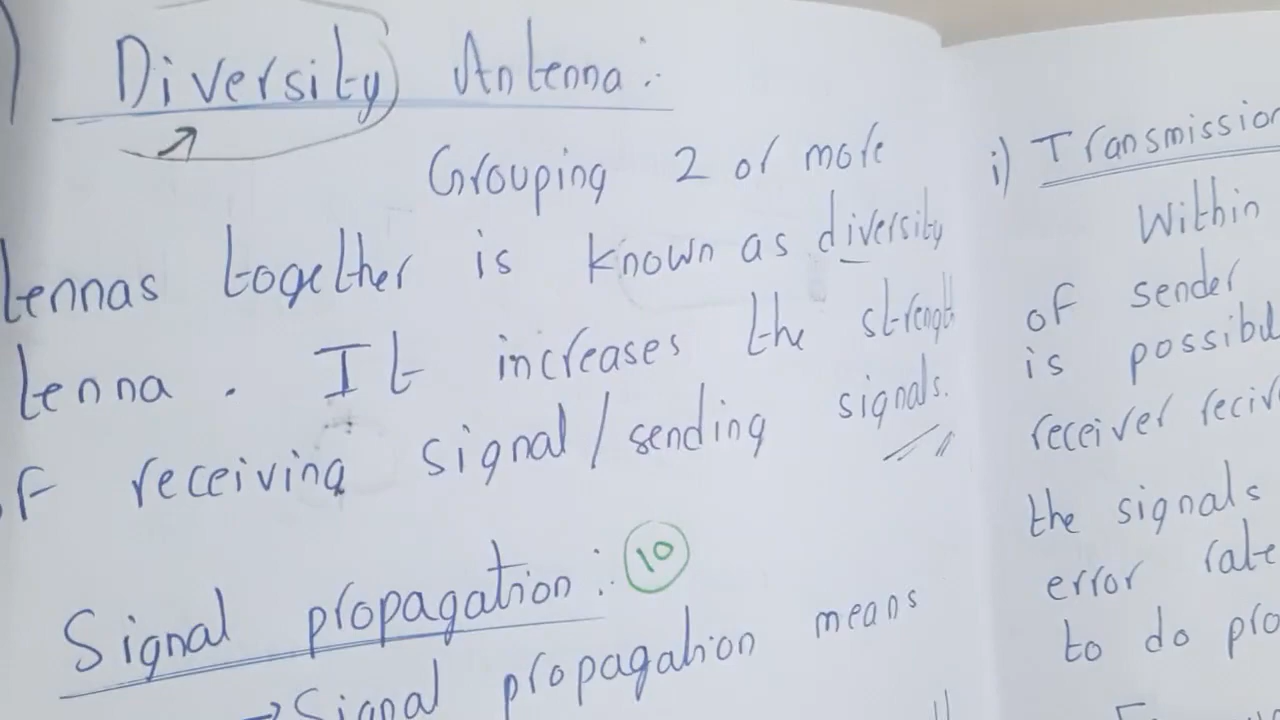 Diversity Antenna :
Grouping 2 or more
tennas together is known as diversity
tenna . It increases the strength
of receiving signal/sending signals.
Signal propagation : 10
→ Signal propagation means
i) Transmission
Within
of sender
is possibl
receiver reciv
the signals
error rate
to do pro